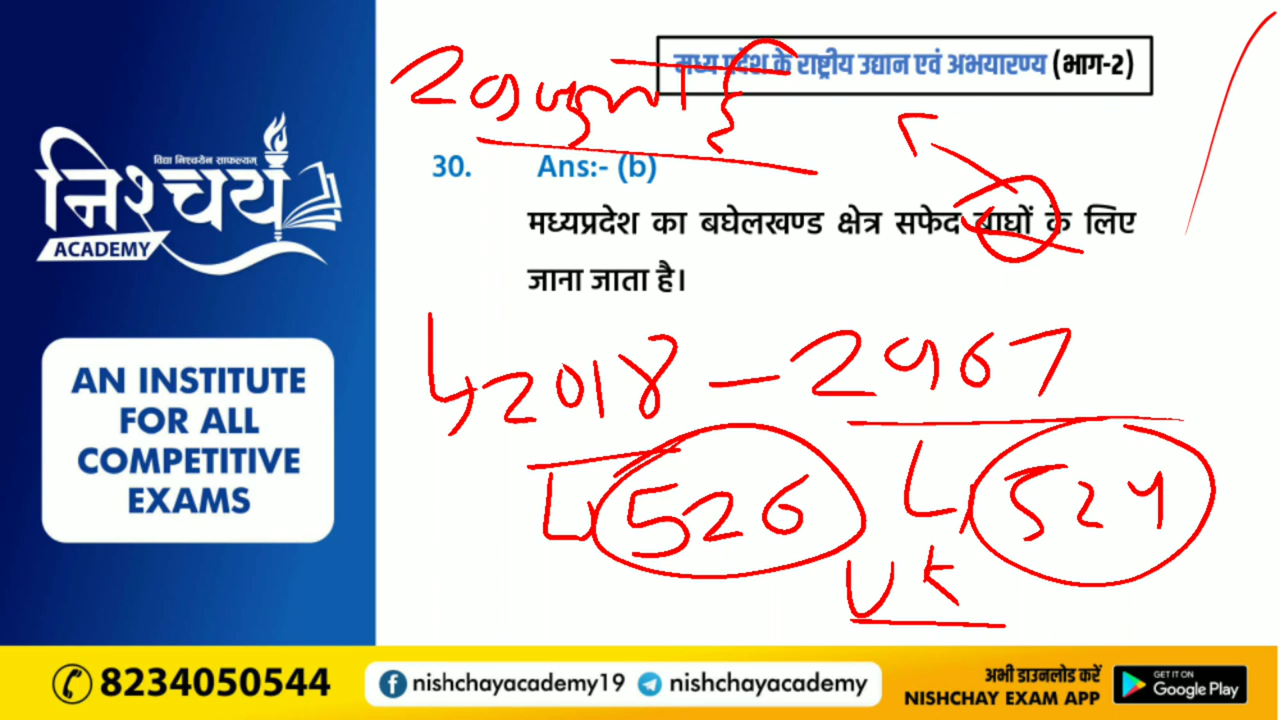 मध्य प्रदेश के राष्ट्रीय उद्यान एवं अभयारण्य (भाग-2)
29 जुलाई
विद्या निश्चयेन साफल्यम्
निश्चय
ACADEMY
30. Ans:- (b)
मध्यप्रदेश का बघेलखण्ड क्षेत्र सफेद बाघों के लिए
जाना जाता है।
2018 - 2967
526 524
UK
AN INSTITUTE
FOR ALL
COMPETITIVE
EXAMS
8234050544
nishchayacademy19
nishchayacademy
अभी डाउनलोड करें
NISHCHAY EXAM APP
GET IT ON
Google Play